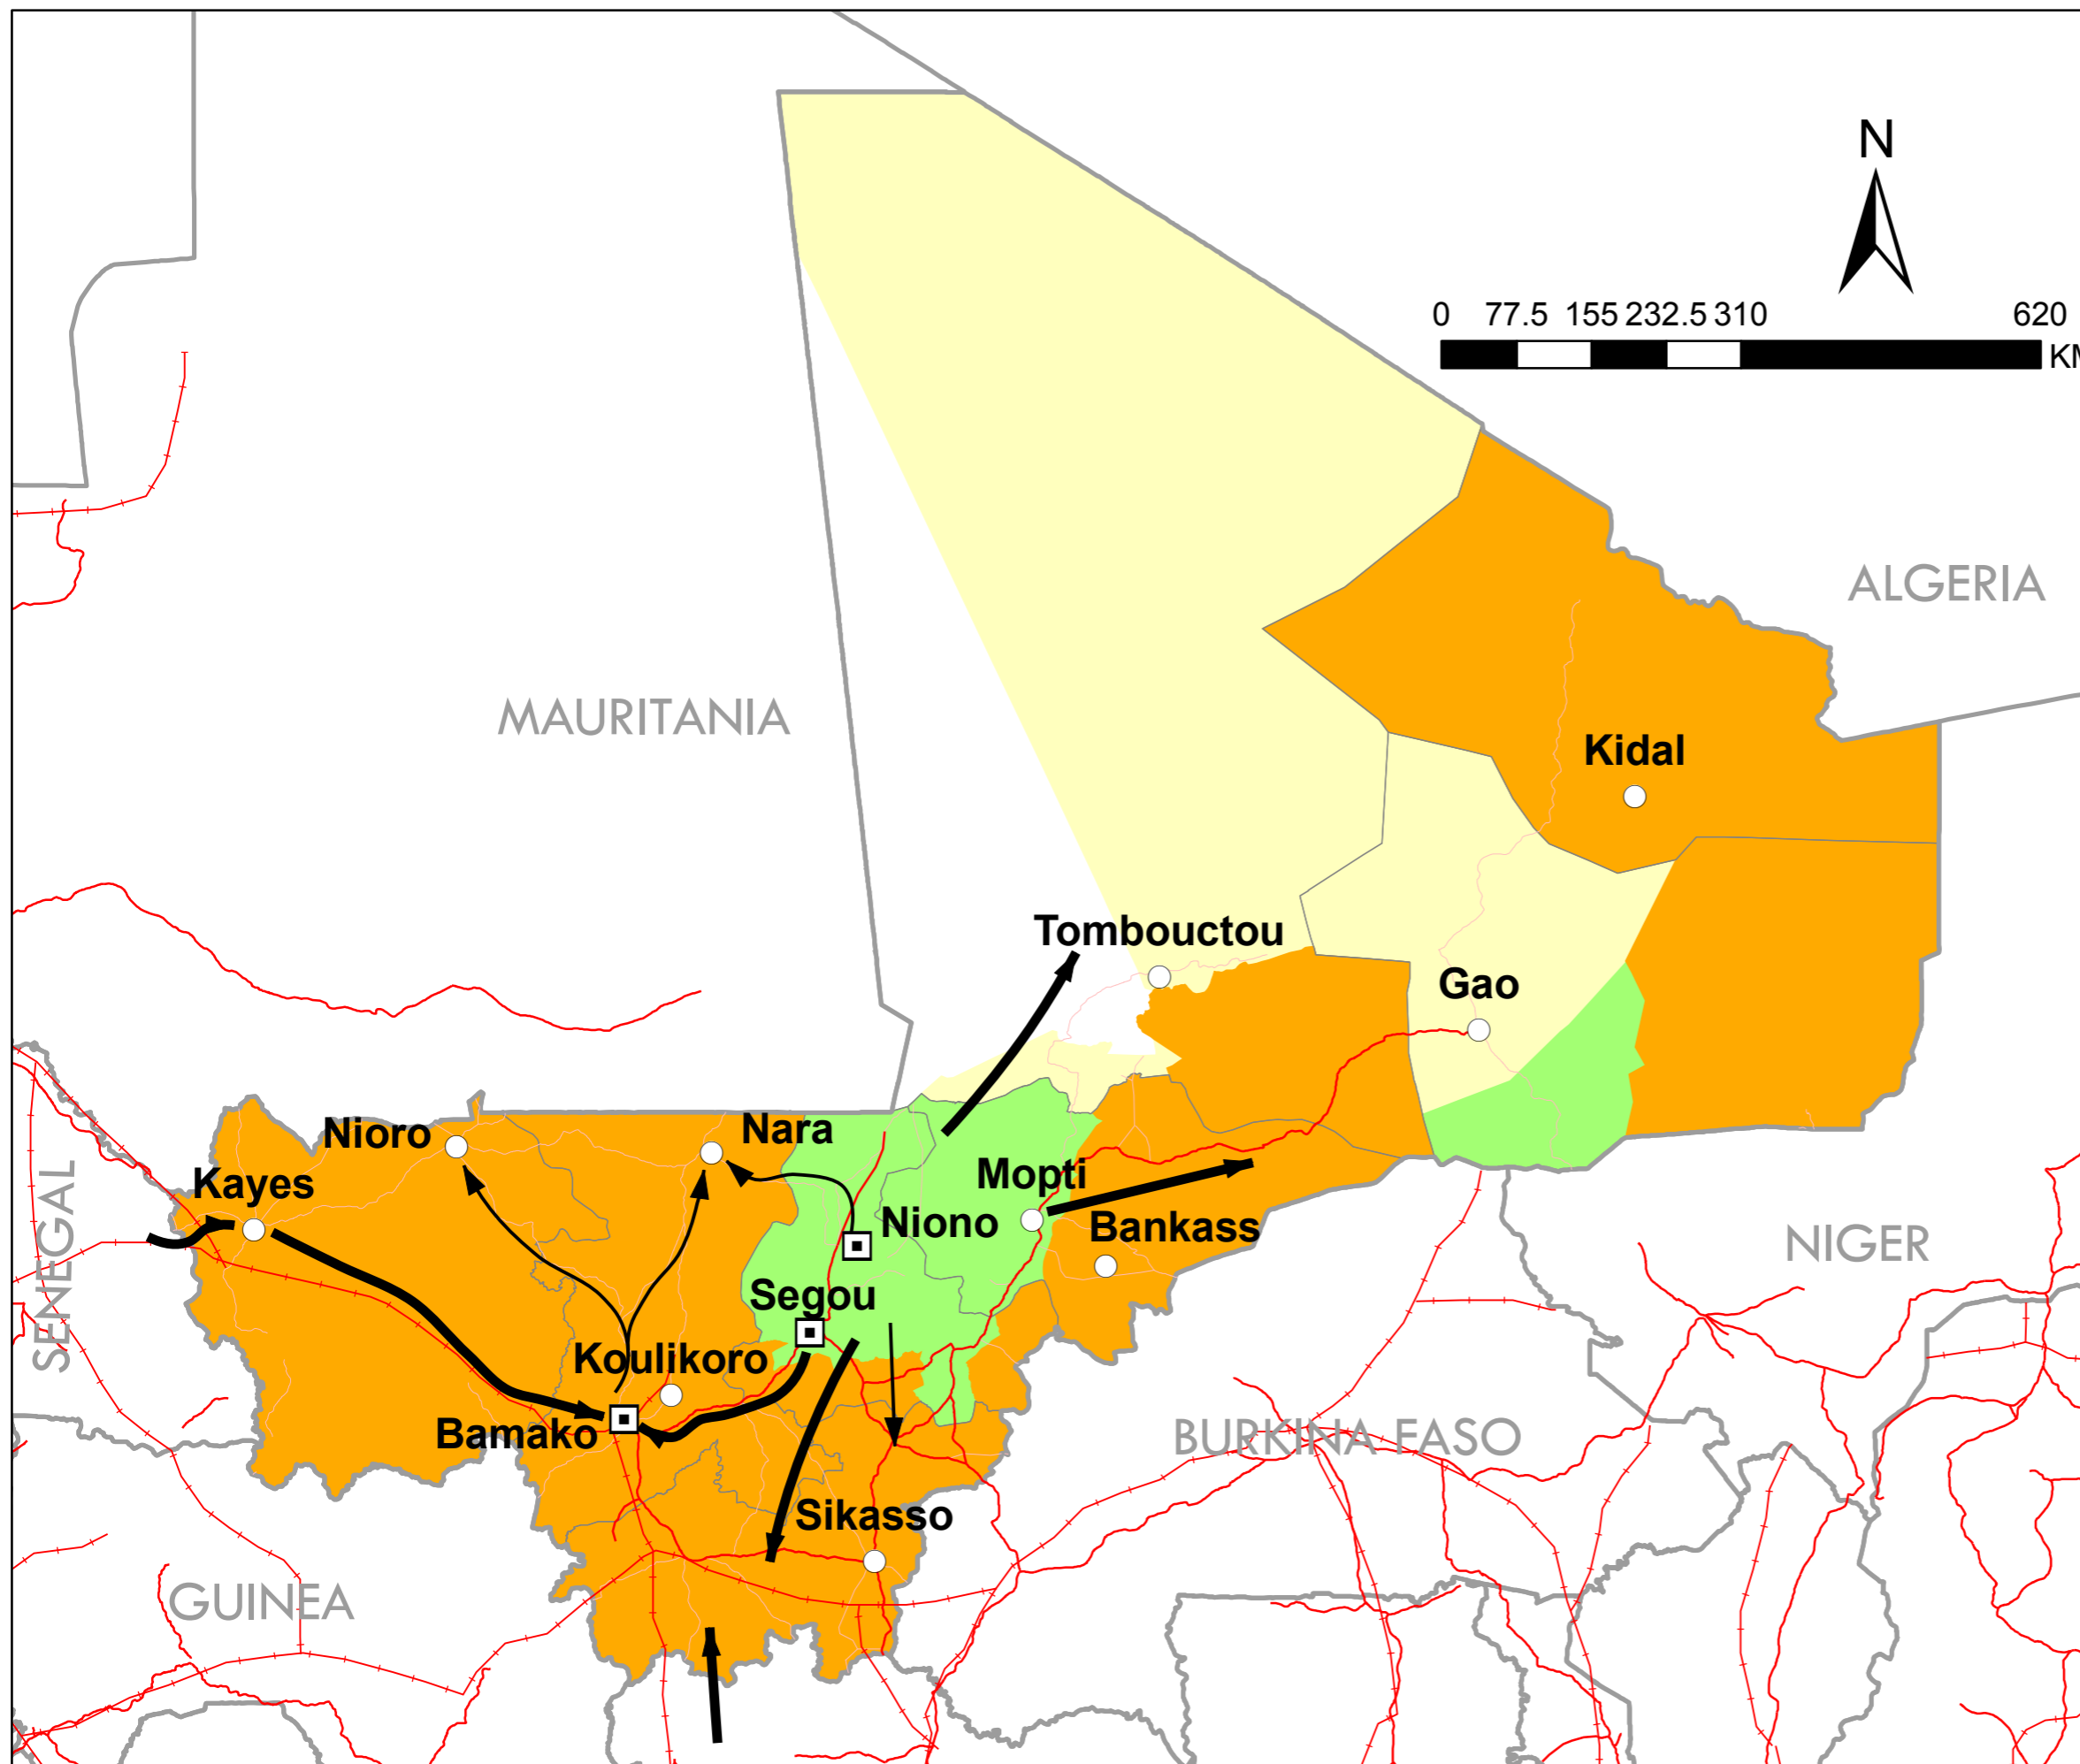 N
0 77.5 155 232.5 310 620
KM
ALGERIA
MAURITANIA
Kidal
Tombouctou
Gao
Nioro
Nara
Kayes
Mopti
Niono
Bankass
NIGER
SENEGAL
Segou
Koulikoro
Bamako
BURKINA FASO
Sikasso
GUINEA